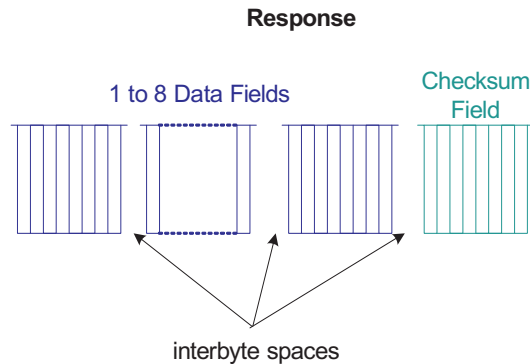 Response
1 to 8 Data Fields
Checksum
Field
interbyte spaces